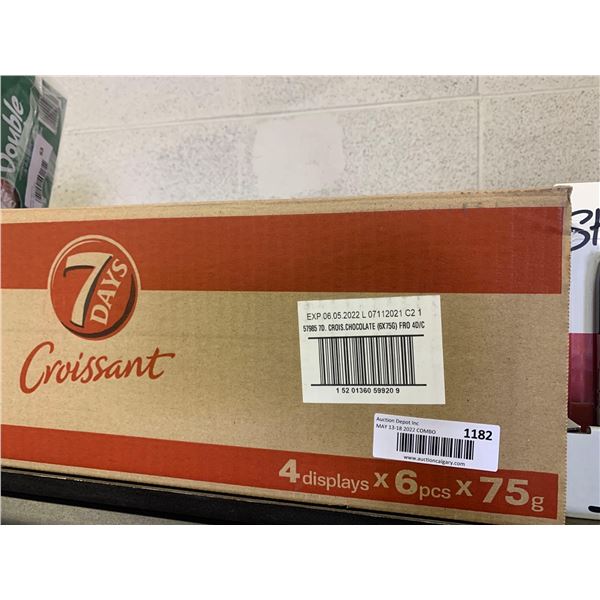 Double
7
DAYS
Croissant
EXP 06.05.2022 L 07112021 C2 1
57985 7D. CROIS.CHOCOLATE (6X75G) FRO 4D/C
1 52 01360 59920 9
Auction Depot Inc
MAY 13-18 2022 COMBO
1182
www.auctioncalgary.com
4 displays x 6pcs x 75g